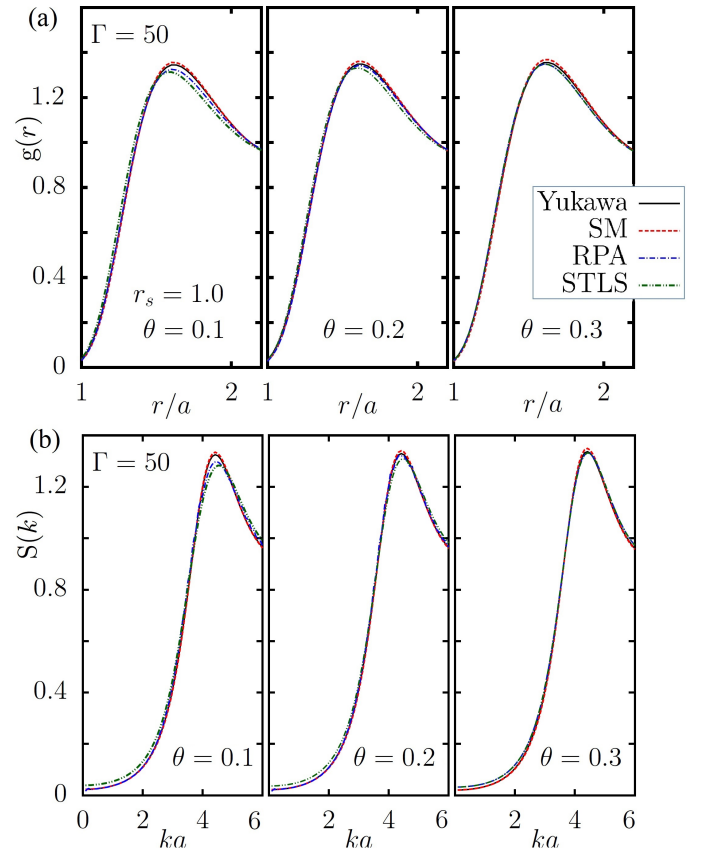 (a)
Γ = 50
g(r)
1.2
0.8
0.4
0
r_s = 1.0
θ = 0.1
θ = 0.2
θ = 0.3
Yukawa
SM
RPA
STLS
1 2 1 2 1 2
r/a r/a r/a
(b)
Γ = 50
S(k)
1.2
0.8
0.4
0
θ = 0.1
θ = 0.2
θ = 0.3
0 2 4 6 0 2 4 6 0 2 4 6
ka ka ka